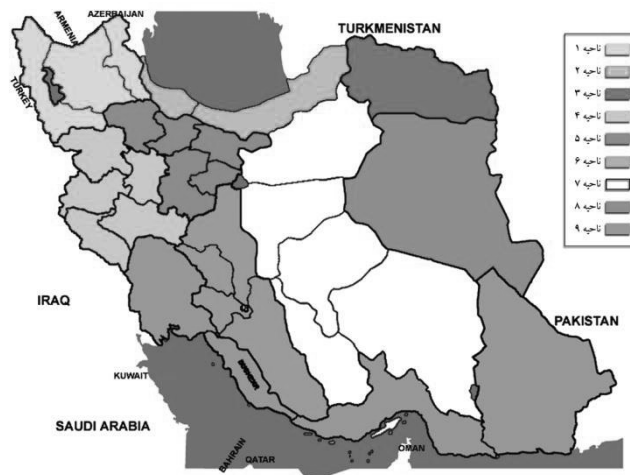 ARMENIA
AZERBAIJAN
TURKEY
TURKMENISTAN
ناحیه ۱
ناحیه ۲
ناحیه ۳
ناحیه ۴
ناحیه ۵
ناحیه ۶
ناحیه ۷
ناحیه ۸
ناحیه ۹
IRAQ
PAKISTAN
KUWAIT
SAUDI ARABIA
BAHRAIN
QATAR
OMAN